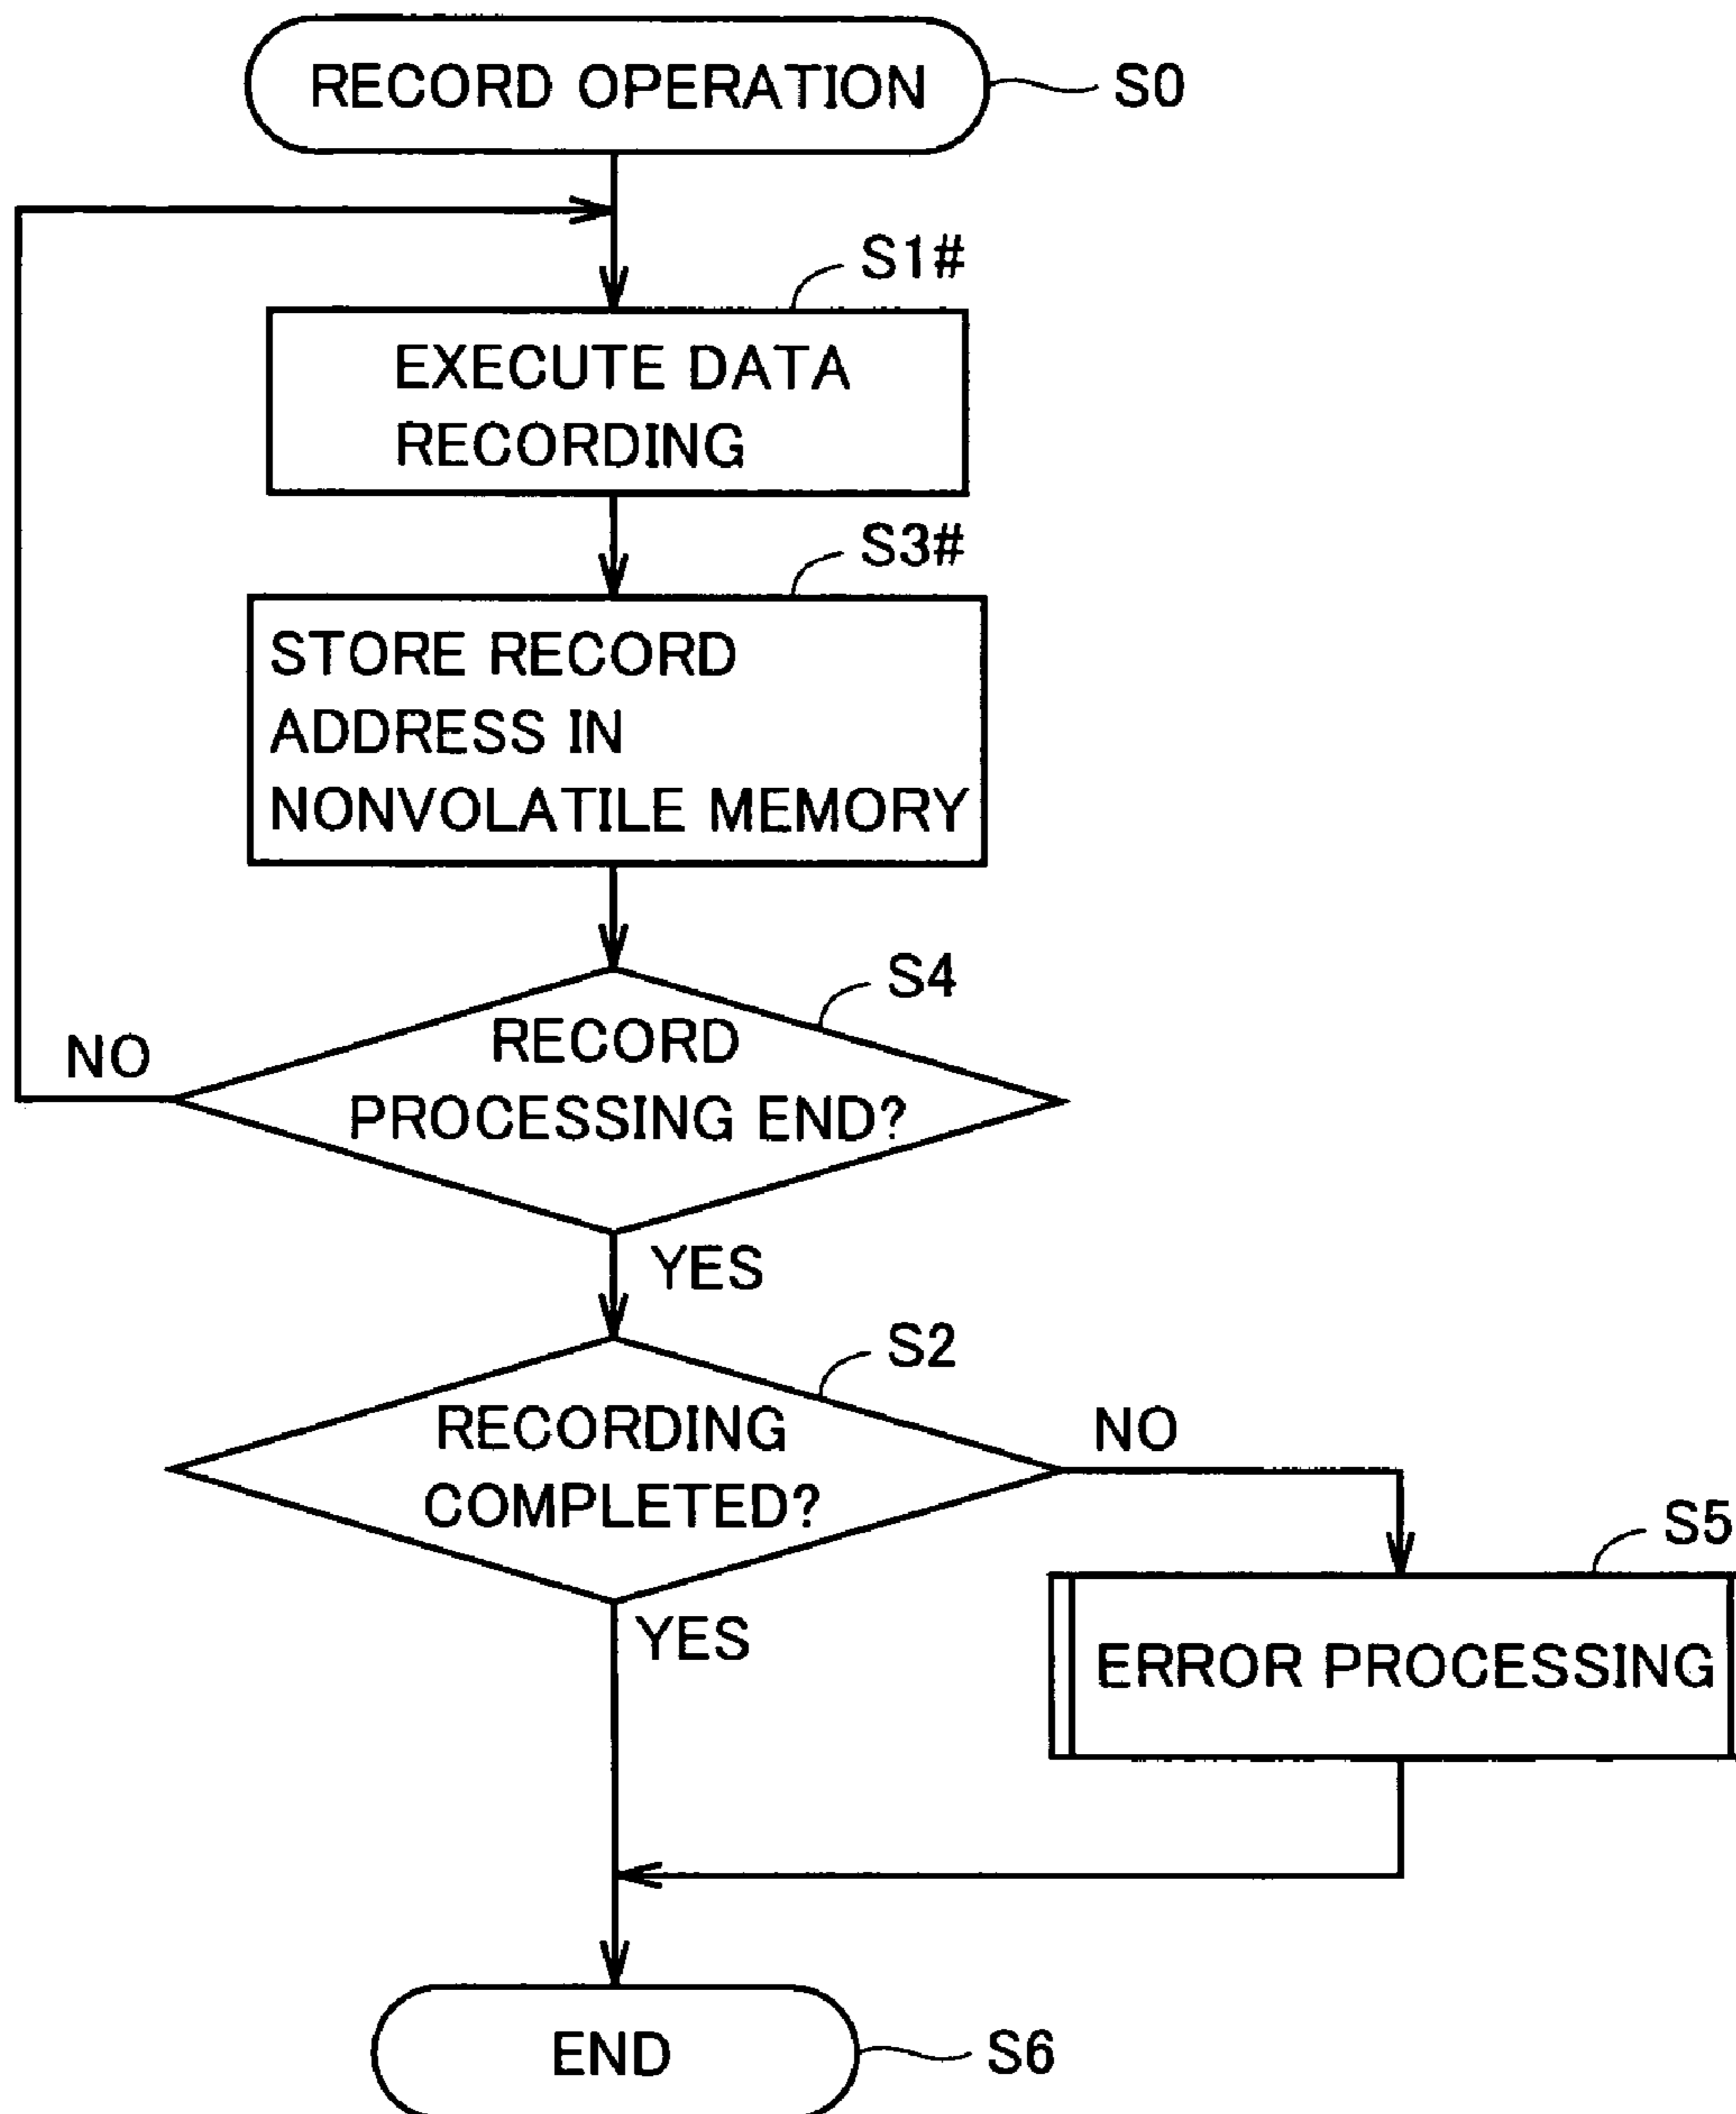 RECORD OPERATION
S0
S1#
EXECUTE DATA
RECORDING
S3#
STORE RECORD
ADDRESS IN
NONVOLATILE MEMORY
S4
RECORD
PROCESSING END?
NO
YES
S2
RECORDING
COMPLETED?
NO
YES
S5
ERROR PROCESSING
END
S6